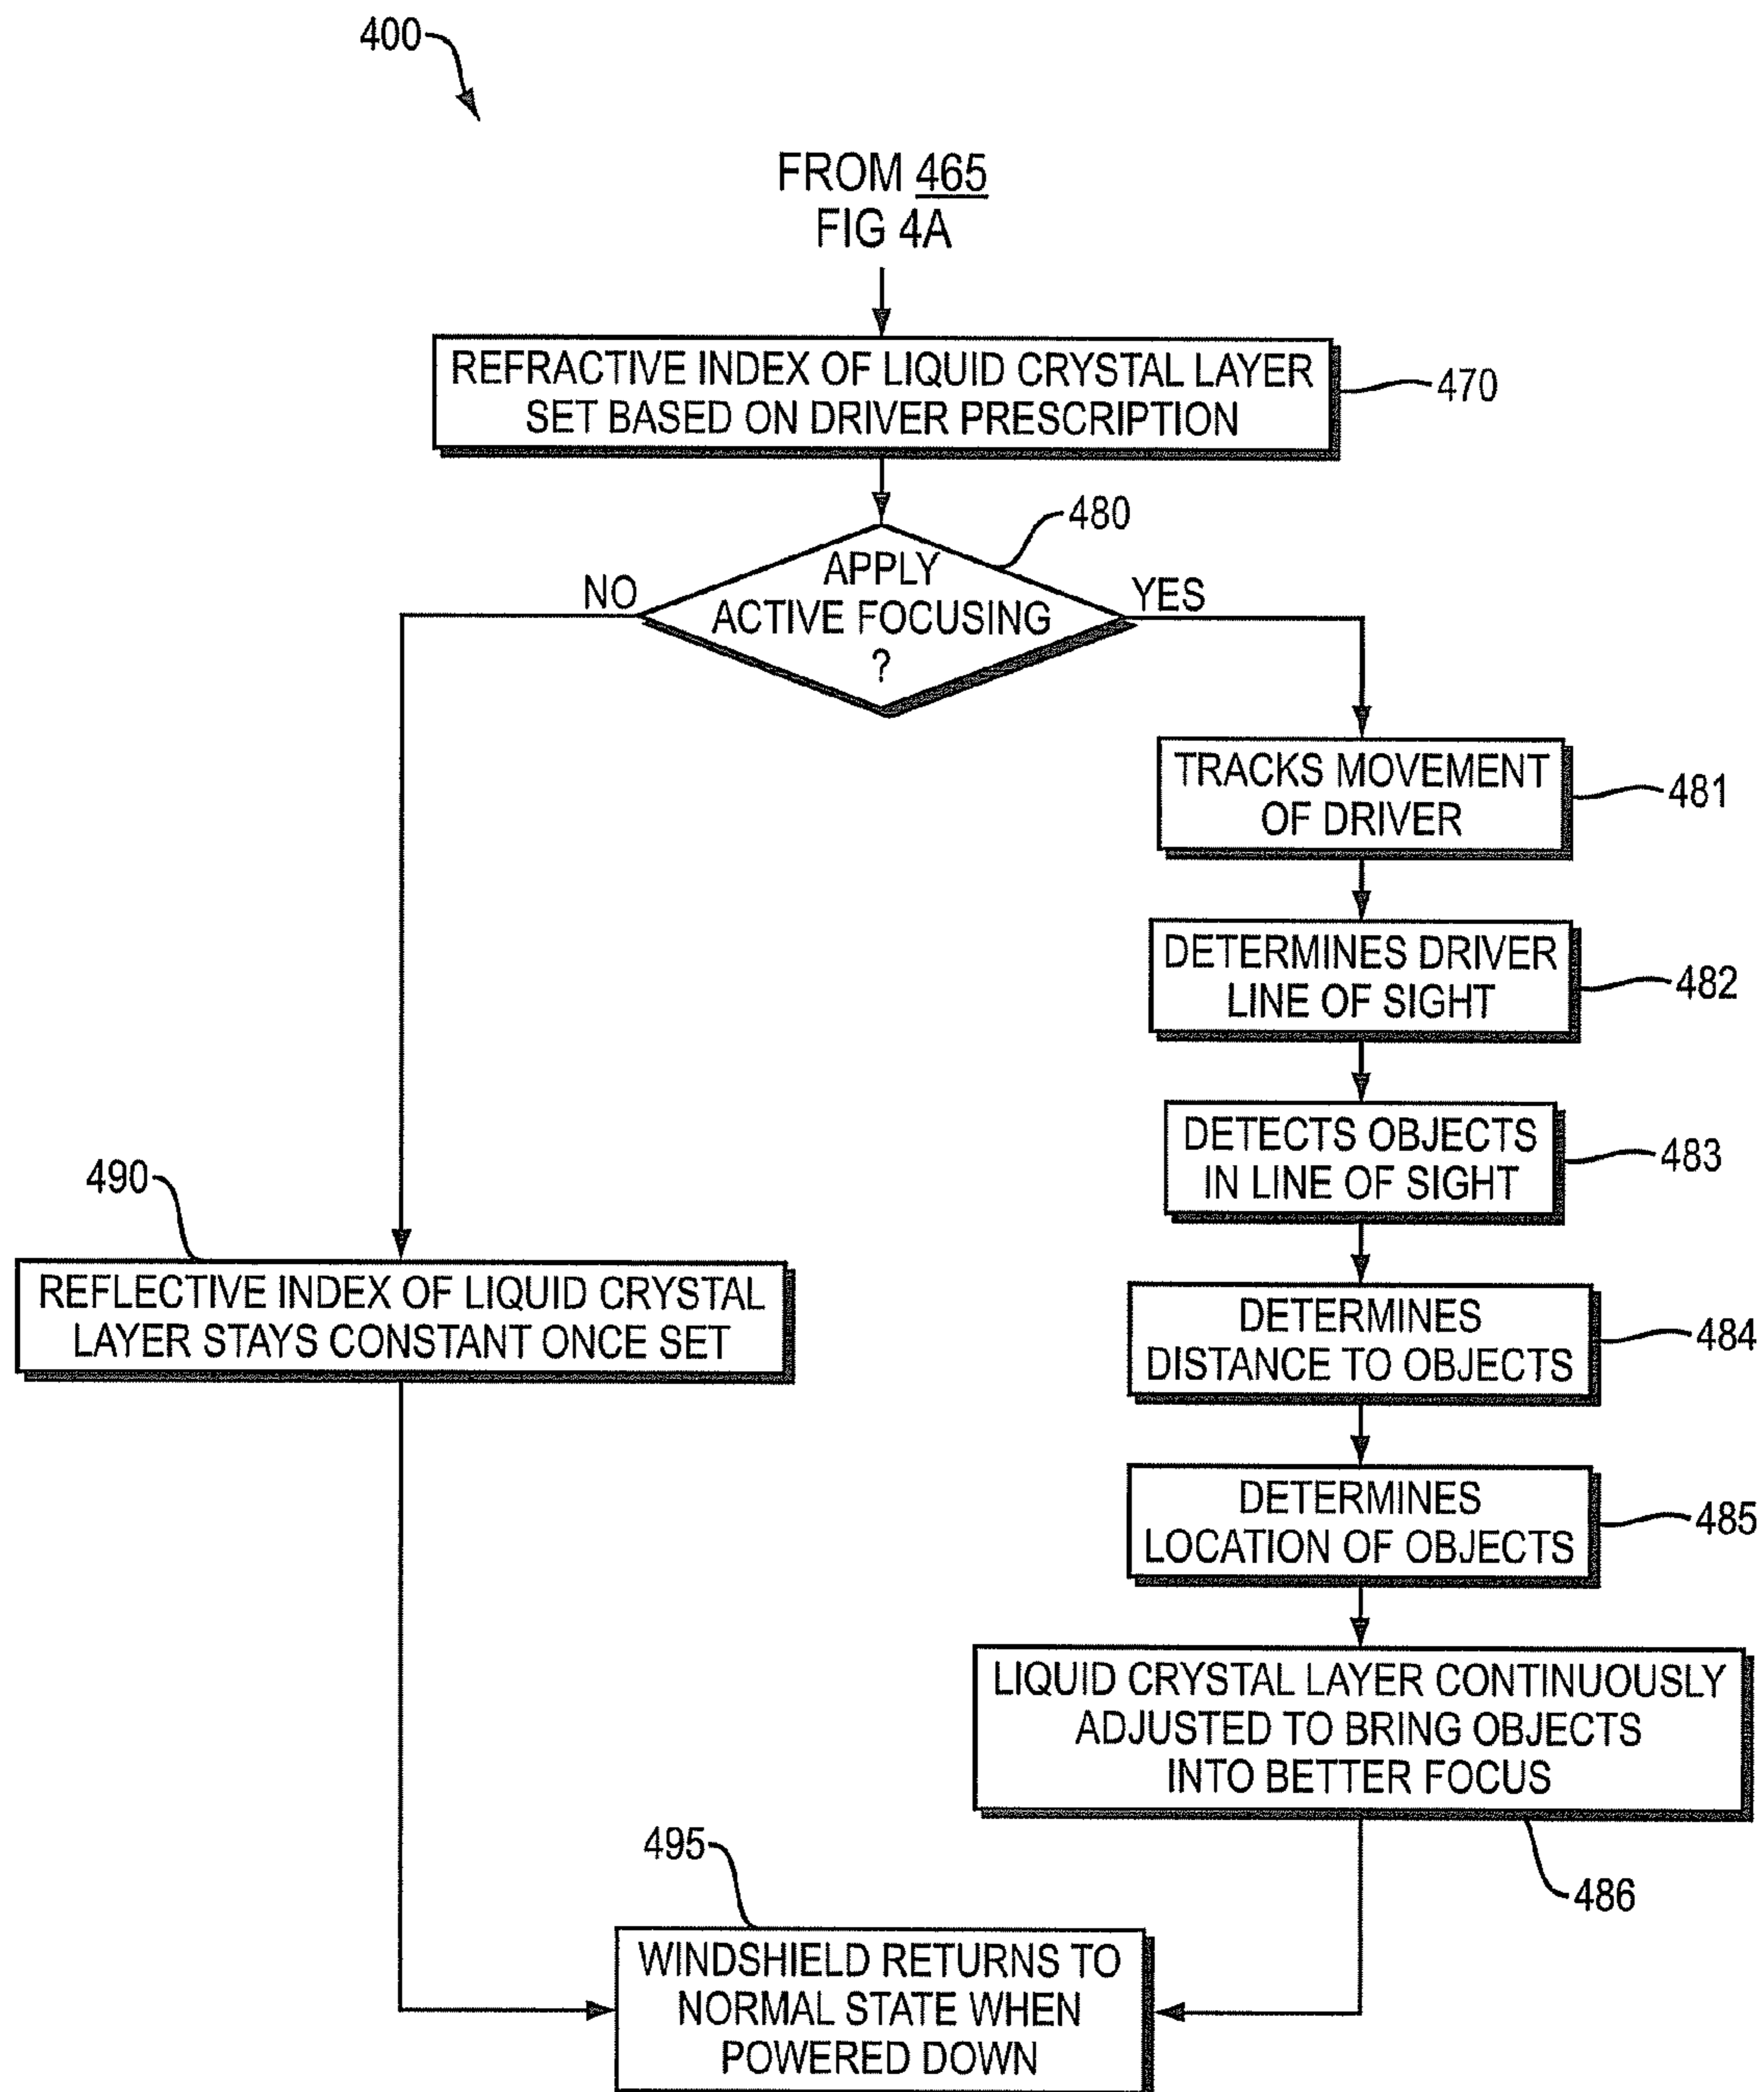 400
FROM 465
FIG 4A
REFRACTIVE INDEX OF LIQUID CRYSTAL LAYER
SET BASED ON DRIVER PRESCRIPTION
470
480
APPLY
ACTIVE FOCUSING
?
NO
YES
TRACKS MOVEMENT
OF DRIVER
481
DETERMINES DRIVER
LINE OF SIGHT
482
DETECTS OBJECTS
IN LINE OF SIGHT
483
490
REFLECTIVE INDEX OF LIQUID CRYSTAL
LAYER STAYS CONSTANT ONCE SET
DETERMINES
DISTANCE TO OBJECTS
484
DETERMINES
LOCATION OF OBJECTS
485
LIQUID CRYSTAL LAYER CONTINUOUSLY
ADJUSTED TO BRING OBJECTS
INTO BETTER FOCUS
486
495
WINDSHIELD RETURNS TO
NORMAL STATE WHEN
POWERED DOWN